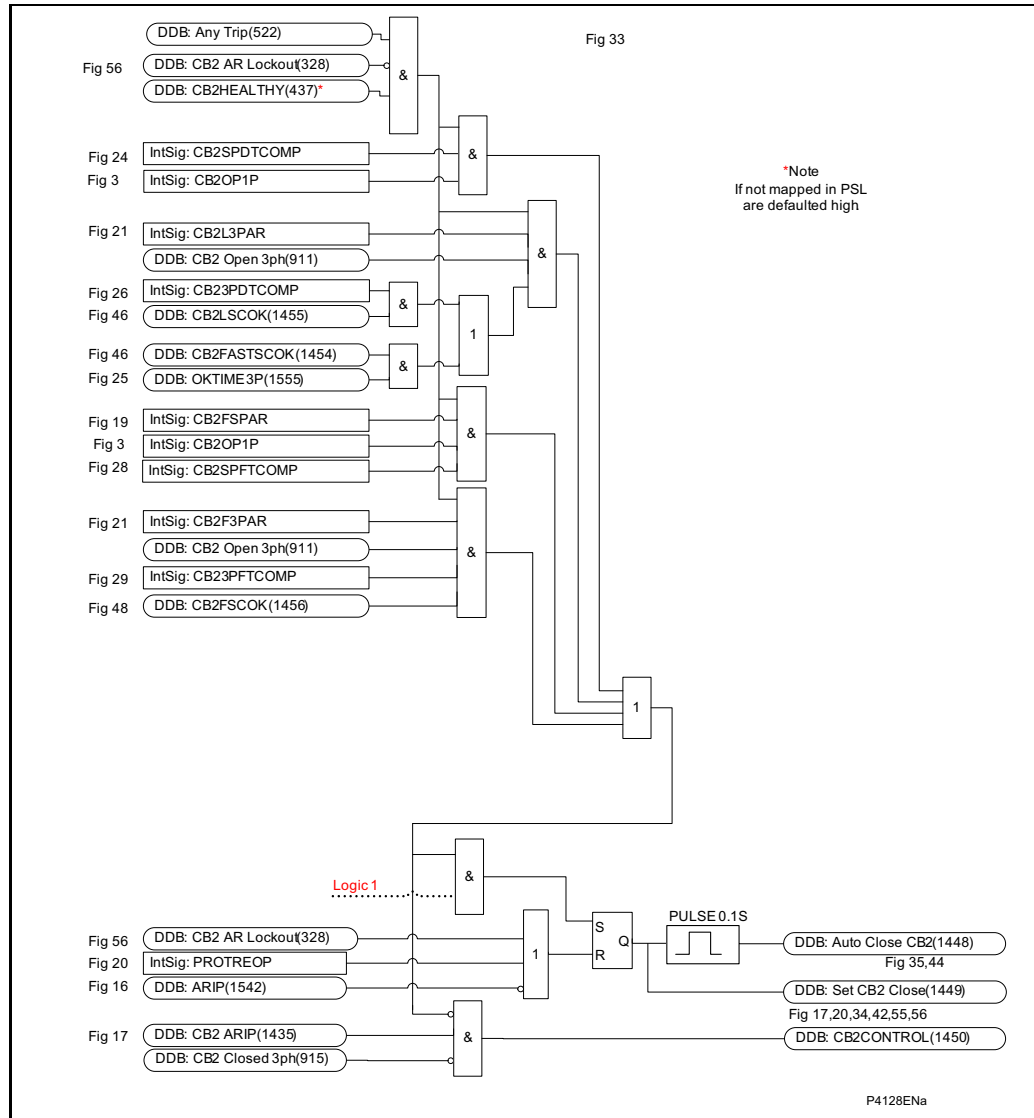 Fig 33
DDB: Any Trip(522)
Fig 56 DDB: CB2 AR Lockout(328)
DDB: CB2HEALTHY(437)*
&
Fig 24 IntSig: CB2SPDTCOMP
Fig 3 IntSig: CB2OP1P
&
*Note
If not mapped in PSL
are defaulted high
Fig 21 IntSig: CB2L3PAR
DDB: CB2 Open 3ph(911)
&
Fig 26 IntSig: CB23PDTCOMP
Fig 46 DDB: CB2LSCOK(1455)
&
1
Fig 46 DDB: CB2FASTSCOK(1454)
Fig 25 DDB: OKTIME3P(1555)
&
Fig 19 IntSig: CB2FSPAR
Fig 3 IntSig: CB2OP1P
Fig 28 IntSig: CB2SPFTCOMP
&
Fig 21 IntSig: CB2F3PAR
DDB: CB2 Open 3ph(911)
Fig 29 IntSig: CB23PFTCOMP
Fig 48 DDB: CB2FSCOK(1456)
&
1
Logic 1
&
Fig 56 DDB: CB2 AR Lockout(328)
Fig 20 IntSig: PROTREOP
Fig 16 DDB: ARIP(1542)
1
S
R
Q
PULSE 0.1S
DDB: Auto Close CB2(1448)
Fig 35,44
DDB: Set CB2 Close(1449)
Fig 17,20,34,42,55,56
Fig 17 DDB: CB2 ARIP(1435)
DDB: CB2 Closed 3ph(915)
&
DDB: CB2CONTROL(1450)
P4128ENa